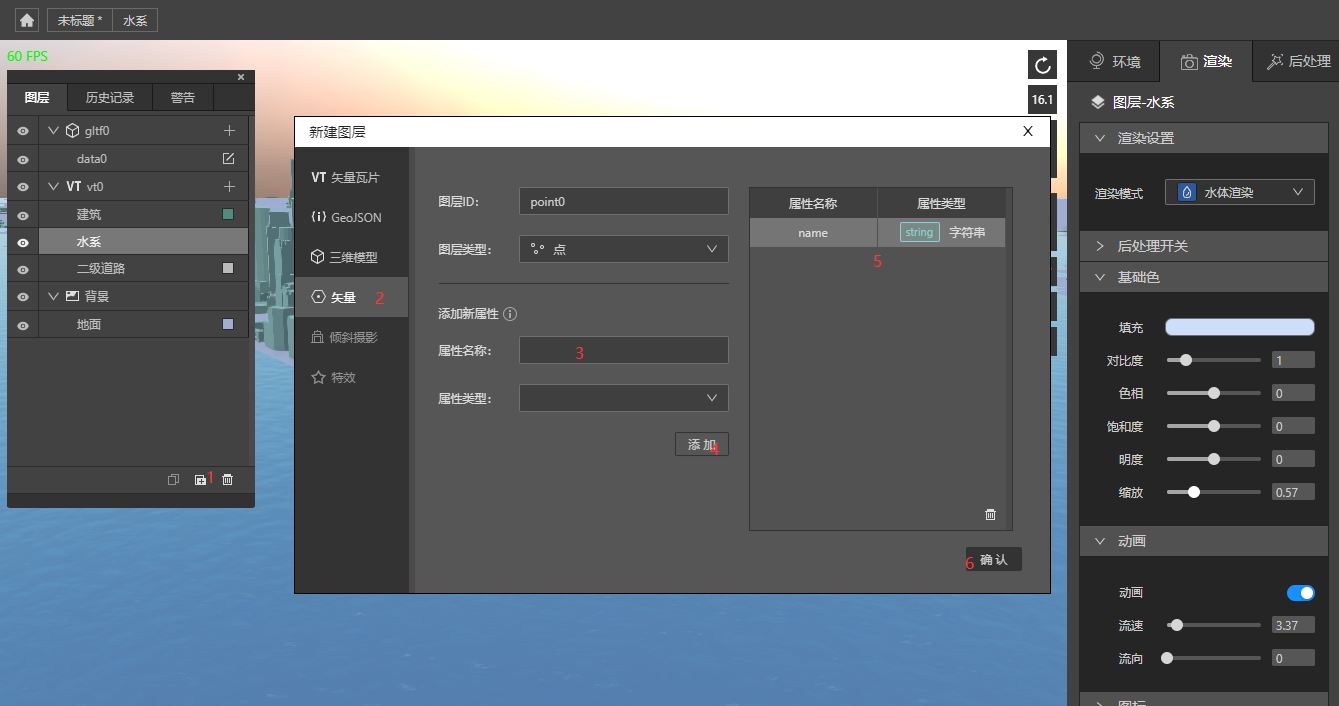 未标题 * 水系
60 FPS
图层 历史记录 警告
gltf0
data0
VT vt0
建筑
水系
二级道路
背景
地面
1
16.1
新建图层 X
VT 矢量瓦片
GeoJSON
三维模型
矢量 2
倾斜摄影
特效
图层ID: point0
图层类型: 点
添加新属性
属性名称: 3
属性类型:
添 加 4
属性名称 属性类型
name string 字符串
5
6 确 认
环境 渲染 后处理
图层-水系
渲染设置
渲染模式 水体渲染
后处理开关
基础色
填充
对比度 1
色相 0
饱和度 0
明度 0
缩放 0.57
动画
动画
流速 3.37
流向 0
图标